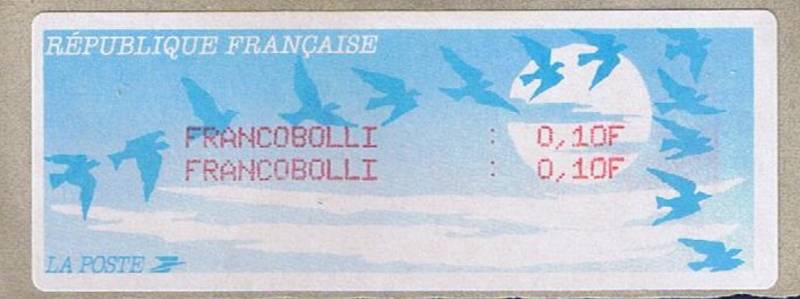 RÉPUBLIQUE FRANÇAISE
FRANCOBOLLI : 0,10F
FRANCOBOLLI : 0,10F
LA POSTE